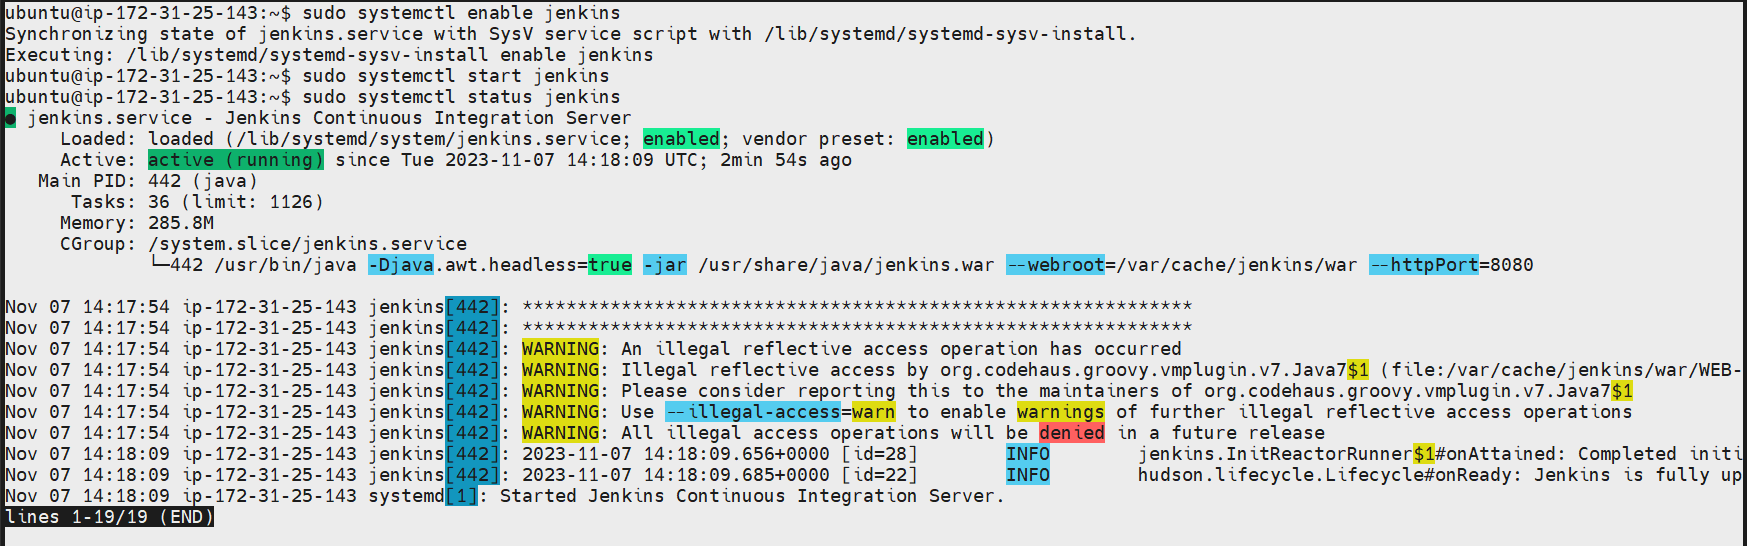 ubuntu@ip-172-31-25-143:~$ sudo systemctl enable jenkins
Synchronizing state of jenkins.service with SysV service script with /lib/systemd/systemd-sysv-install.
Executing: /lib/systemd/systemd-sysv-install enable jenkins
ubuntu@ip-172-31-25-143:~$ sudo systemctl start jenkins
ubuntu@ip-172-31-25-143:~$ sudo systemctl status jenkins
● jenkins.service - Jenkins Continuous Integration Server
     Loaded: loaded (/lib/systemd/system/jenkins.service; enabled; vendor preset: enabled)
     Active: active (running) since Tue 2023-11-07 14:18:09 UTC; 2min 54s ago
   Main PID: 442 (java)
      Tasks: 36 (limit: 1126)
     Memory: 285.8M
     CGroup: /system.slice/jenkins.service
             └─442 /usr/bin/java -Djava.awt.headless=true -jar /usr/share/java/jenkins.war --webroot=/var/cache/jenkins/war --httpPort=8080
Nov 07 14:17:54 ip-172-31-25-143 jenkins[442]: *************************************************************
Nov 07 14:17:54 ip-172-31-25-143 jenkins[442]: *************************************************************
Nov 07 14:17:54 ip-172-31-25-143 jenkins[442]: WARNING: An illegal reflective access operation has occurred
Nov 07 14:17:54 ip-172-31-25-143 jenkins[442]: WARNING: Illegal reflective access by org.codehaus.groovy.vmplugin.v7.Java7$1 (file:/var/cache/jenkins/war/WEB-
Nov 07 14:17:54 ip-172-31-25-143 jenkins[442]: WARNING: Please consider reporting this to the maintainers of org.codehaus.groovy.vmplugin.v7.Java7$1
Nov 07 14:17:54 ip-172-31-25-143 jenkins[442]: WARNING: Use --illegal-access=warn to enable warnings of further illegal reflective access operations
Nov 07 14:17:54 ip-172-31-25-143 jenkins[442]: WARNING: All illegal access operations will be denied in a future release
Nov 07 14:18:09 ip-172-31-25-143 jenkins[442]: 2023-11-07 14:18:09.656+0000 [id=28]        INFO        jenkins.InitReactorRunner$1#onAttained: Completed initi
Nov 07 14:18:09 ip-172-31-25-143 jenkins[442]: 2023-11-07 14:18:09.685+0000 [id=22]        INFO        hudson.lifecycle.Lifecycle#onReady: Jenkins is fully up
Nov 07 14:18:09 ip-172-31-25-143 systemd[1]: Started Jenkins Continuous Integration Server.
lines 1-19/19 (END)